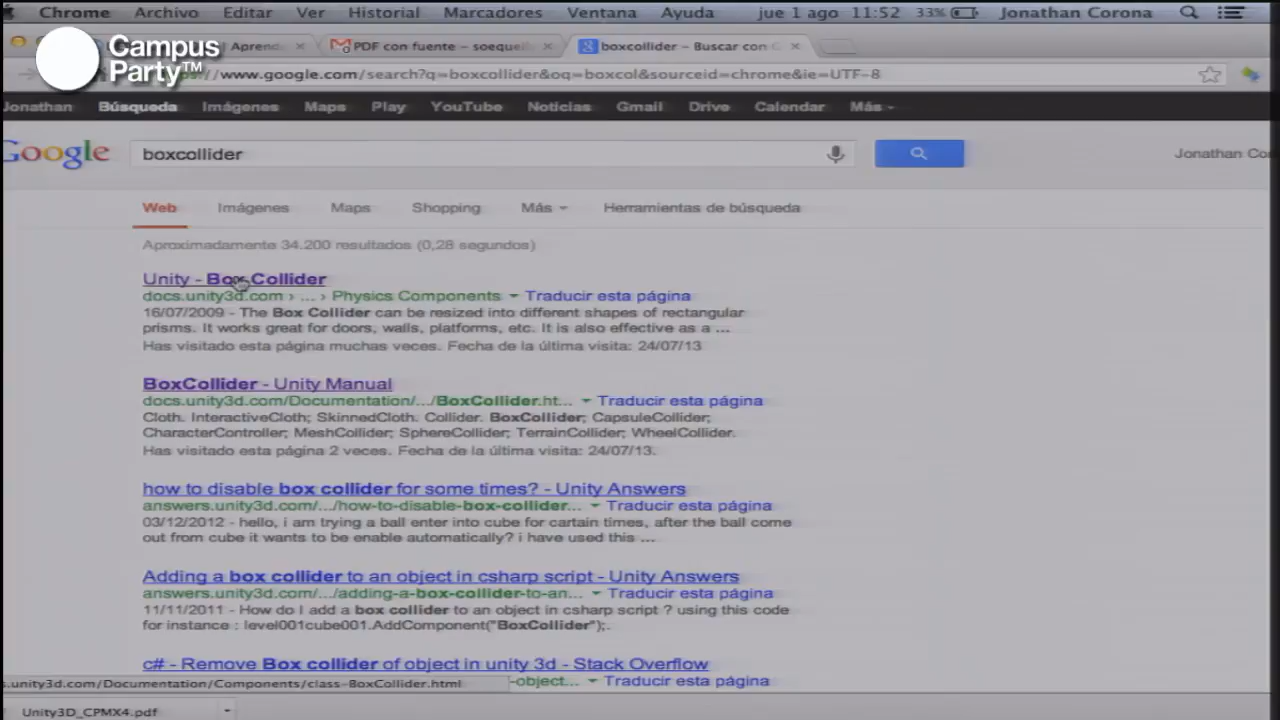 Chrome Archivo Editar Ver Historial Marcadores Ventana Ayuda jue 1 ago 11:52 33% Jonathan Corona
Campus
Party™
Aprend
PDF con fuente – soequel
boxcollider – Buscar con G
//www.google.com/search?q=boxcollider&oq=boxcol&sourceid=chrome&ie=UTF-8
Jonathan Búsqueda Imágenes Maps Play YouTube Noticias Gmail Drive Calendar Más
Google boxcollider Jonathan Cor
Web Imágenes Maps Shopping Más Herramientas de búsqueda
Aproximadamente 34.200 resultados (0,28 segundos)
Unity - Box Collider
docs.unity3d.com › ... › Physics Components Traducir esta página
16/07/2009 - The Box Collider can be resized into different shapes of rectangular
prisms. It works great for doors, walls, platforms, etc. It is also effective as a ...
Has visitado esta página muchas veces. Fecha de la última visita: 24/07/13
BoxCollider - Unity Manual
docs.unity3d.com/Documentation/.../BoxCollider.ht... Traducir esta página
Cloth. InteractiveCloth; SkinnedCloth. Collider. BoxCollider; CapsuleCollider;
CharacterController; MeshCollider; SphereCollider; TerrainCollider; WheelCollider.
Has visitado esta página 2 veces. Fecha de la última visita: 24/07/13.
how to disable box collider for some times? - Unity Answers
answers.unity3d.com/.../how-to-disable-box-collider... Traducir esta página
03/12/2012 - hello, i am trying a ball enter into cube for cartain times, after the ball come
out from cube it wants to be enable automatically? i have used this ...
Adding a box collider to an object in csharp script - Unity Answers
answers.unity3d.com/.../adding-a-box-collider-to-an-... Traducir esta página
11/11/2011 - How do I add a box collider to an object in csharp script ? using this code
for instance : level001cube001.AddComponent("BoxCollider");.
c# - Remove Box collider of object in unity 3d - Stack Overflow
s.unity3d.com/Documentation/Components/class-BoxCollider.html -object... Traducir esta página
Unity3D_CPMX4.pdf